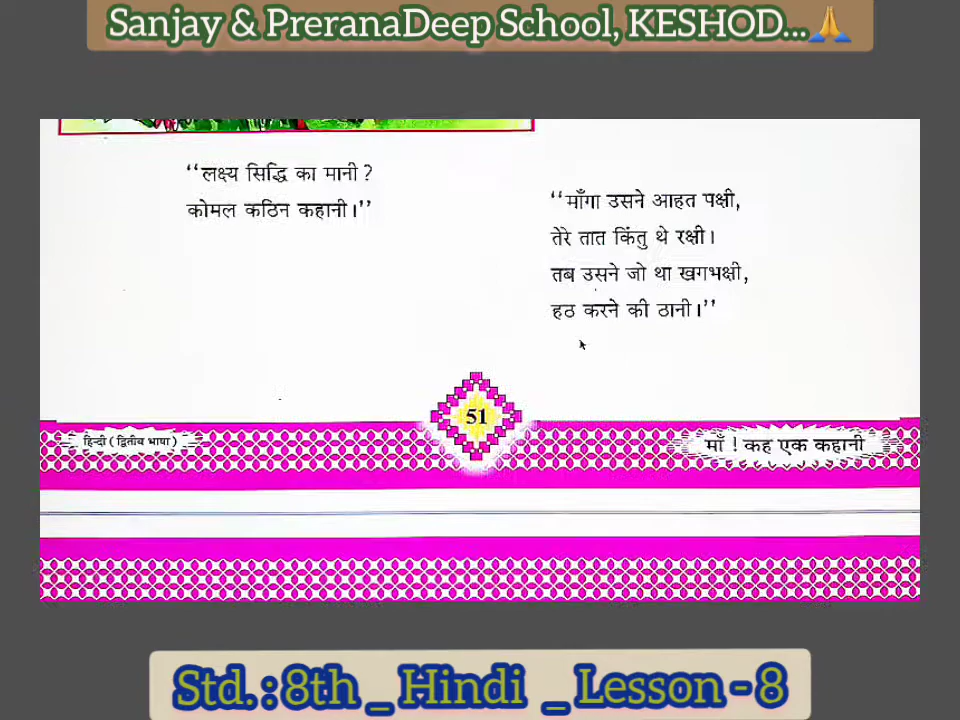 Sanjay & PreranaDeep School, KESHOD...🙏
‘‘लक्ष्य सिद्धि का मानी ?
कोमल कठिन कहानी।’’
‘‘माँगा उसने आहत पक्षी,
तेरे तात किंतु थे रक्षी।
तब उसने जो था खगभक्षी,
हठ करने की ठानी।’’
51
हिन्दी (द्वितीय भाषा)
माँ ! कह एक कहानी
Std. : 8th _ Hindi _ Lesson - 8